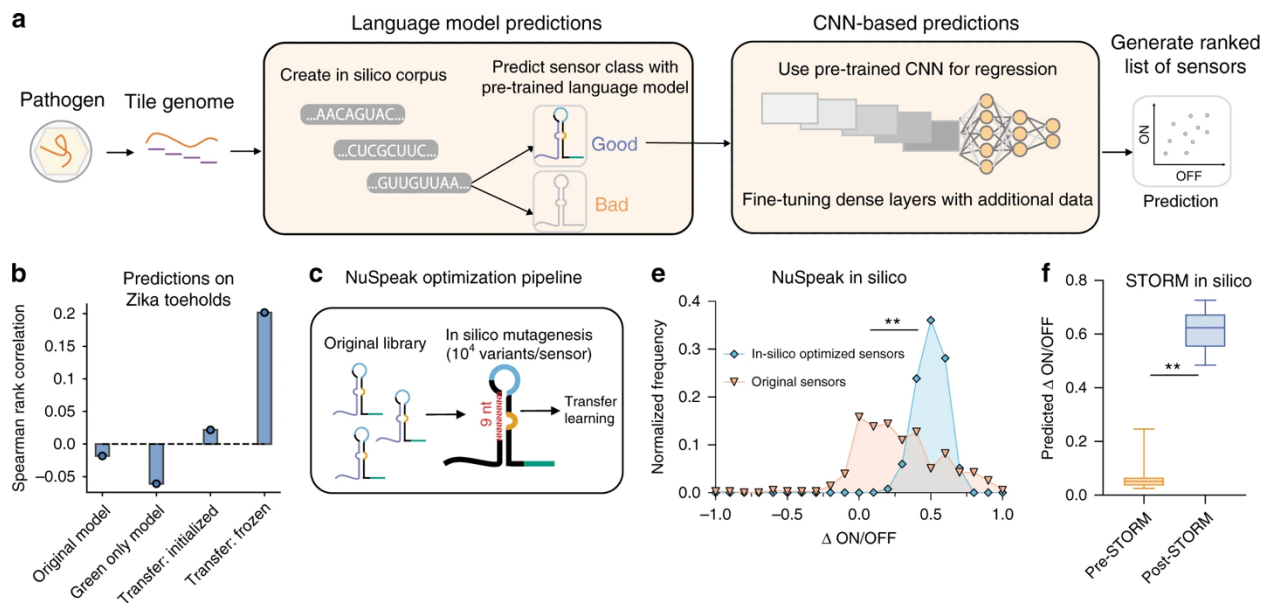 a
Language model predictions
CNN-based predictions
Generate ranked
list of sensors
Pathogen
Tile genome
Create in silico corpus
...AACAGUAC...
...CUCGCUUC...
...GUUGUUAA...
Predict sensor class with
pre-trained language model
Good
Bad
Use pre-trained CNN for regression
Fine-tuning dense layers with additional data
ON
OFF
Prediction
b
Predictions on
Zika toeholds
Spearman rank correlation
0.2
0.15
0.1
0.05
0.0
−0.05
Original model
Green only model
Transfer: initialized
Transfer: frozen
c
NuSpeak optimization pipeline
Original library
In silico mutagenesis
(10⁴ variants/sensor)
9 nt
Transfer
learning
e
NuSpeak in silico
Normalized frequency
0.4
0.3
0.2
0.1
0.0
**
In-silico optimized sensors
Original sensors
−1.0
−0.5
0.0
0.5
1.0
Δ ON/OFF
f
STORM in silico
Predicted Δ ON/OFF
0.8
0.6
0.4
0.2
0.0
**
Pre-STORM
Post-STORM